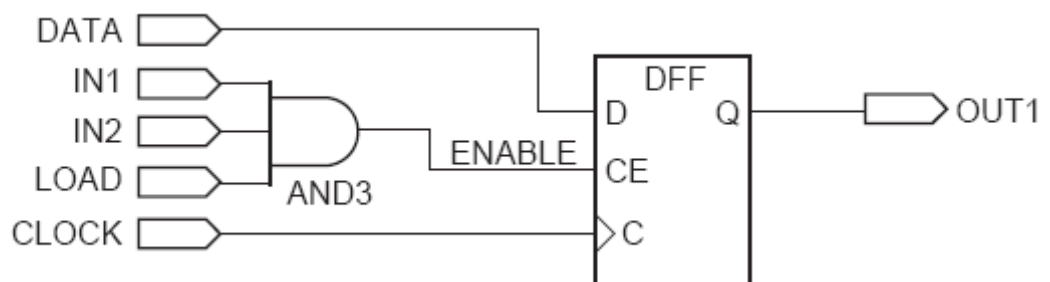 DATA
IN1
IN2
LOAD
CLOCK
AND3
ENABLE
DFF
D
Q
CE
C
OUT1